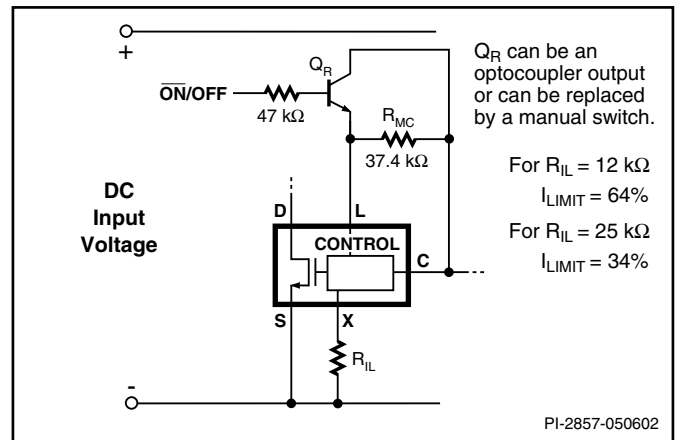 +
Q_R
O̅N̅/OFF
47 kΩ
R_MC
37.4 kΩ
Q_R can be an
optocoupler output
or can be replaced
by a manual switch.
For R_IL = 12 kΩ
I_LIMIT = 64%
For R_IL = 25 kΩ
I_LIMIT = 34%
DC
Input
Voltage
D
L
CONTROL
C
S
X
R_IL
-
PI-2857-050602